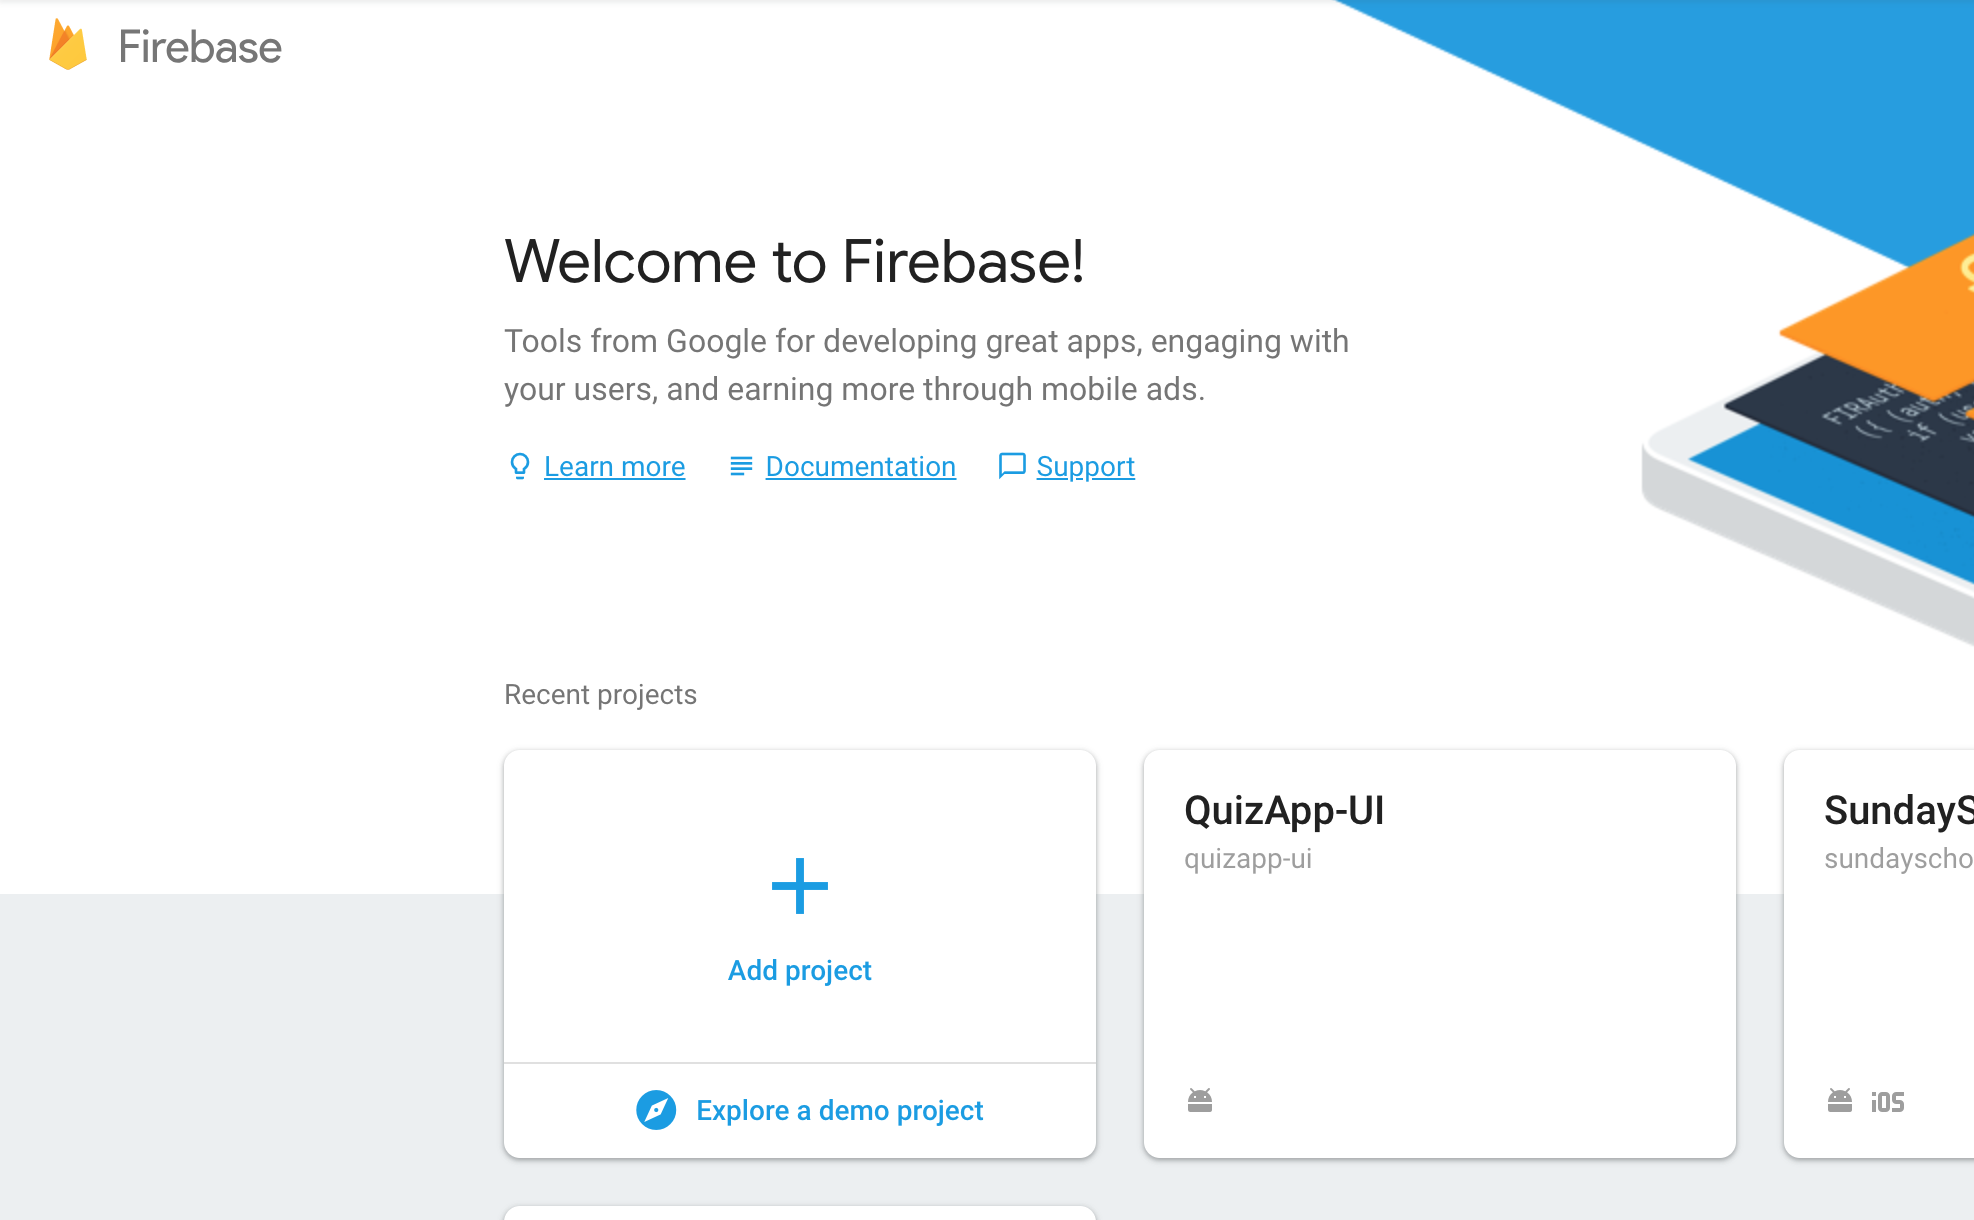 Firebase
Welcome to Firebase!
Tools from Google for developing great apps, engaging with
your users, and earning more through mobile ads.
Learn more
Documentation
Support
FIRAuth
Recent projects
Add project
Explore a demo project
QuizApp-UI
quizapp-ui
SundayS
sundayscho
iOS